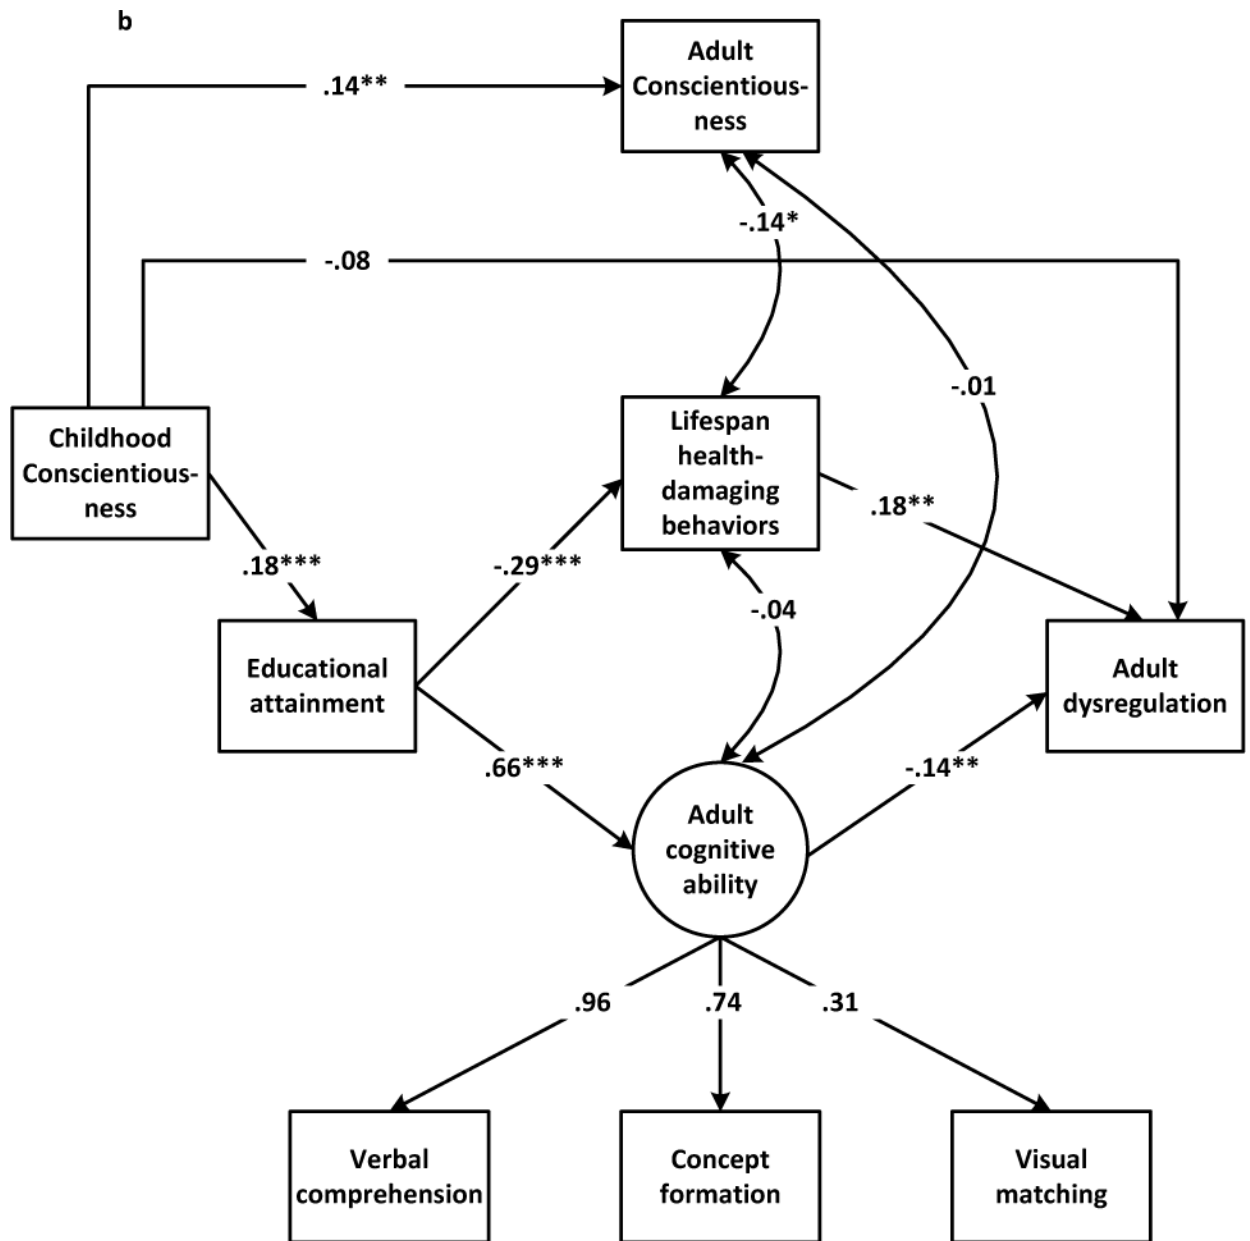 b
Adult
Conscientious-
ness
.14**
-.14*
-.08
-.01
Childhood
Conscientious-
ness
Lifespan
health-
damaging
behaviors
.18**
.18***
-.29***
-.04
Educational
attainment
Adult
dysregulation
.66***
-.14**
Adult
cognitive
ability
.96
.74
.31
Verbal
comprehension
Concept
formation
Visual
matching